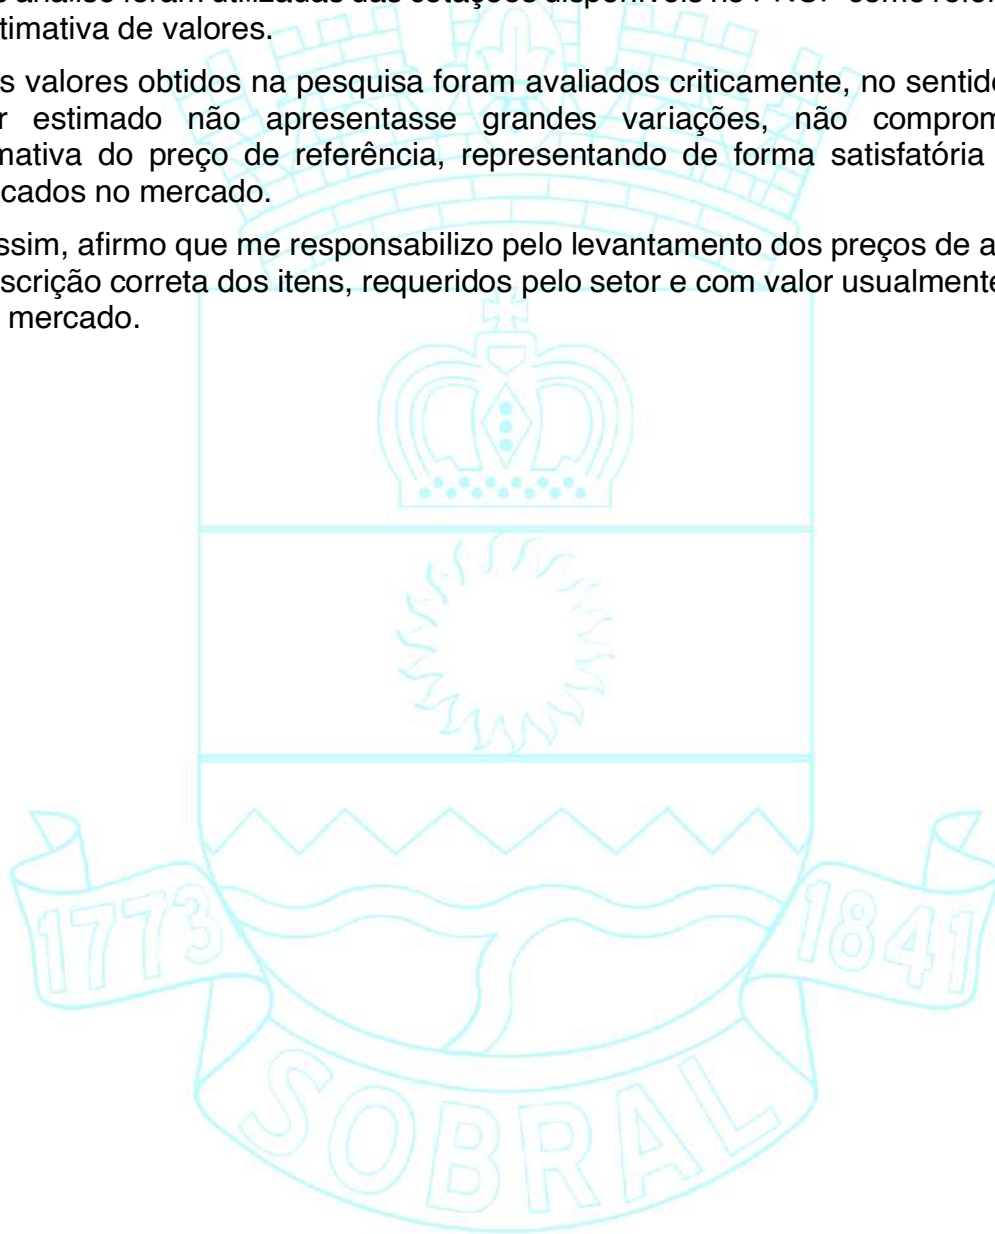 análise foram utilizadas das cotações disponíveis no PNCP como
timativa de valores.
s valores obtidos na pesquisa foram avaliados criticamente, no sentido
r estimado não apresentasse grandes variações, não comprom
mativa do preço de referência, representando de forma satisfatória
cados no mercado.
ssim, afirmo que me responsabilizo pelo levantamento dos preços de a
scrição correta dos itens, requeridos pelo setor e com valor usualmente
mercado.
1773
1841
SOBRAL